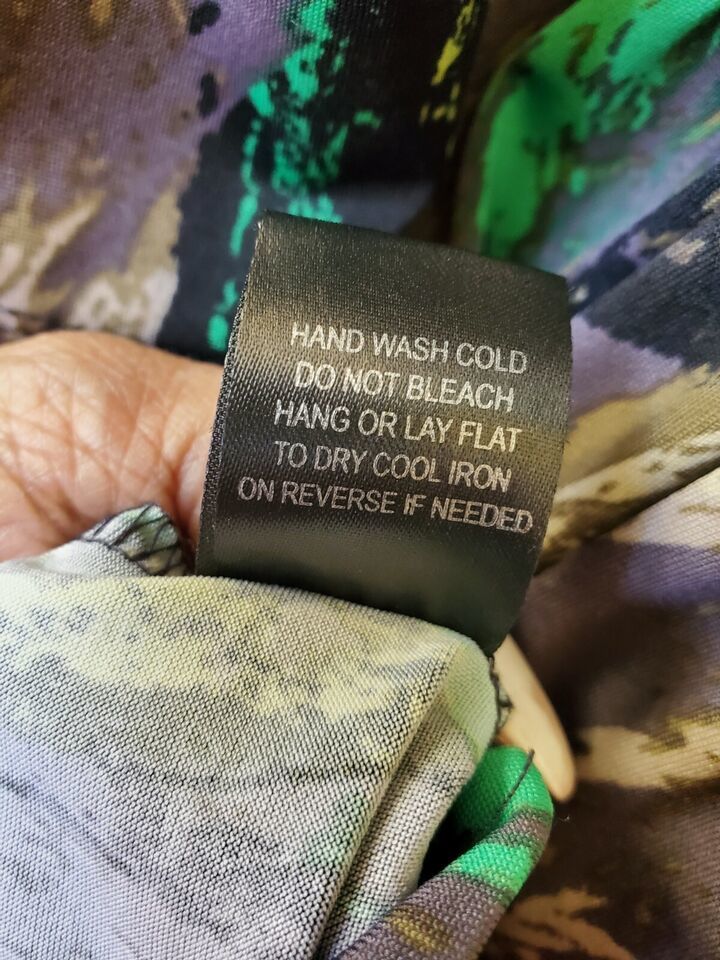 HAND WASH COLD
DO NOT BLEACH
HANG OR LAY FLAT
TO DRY COOL IRON
ON REVERSE IF NEEDED